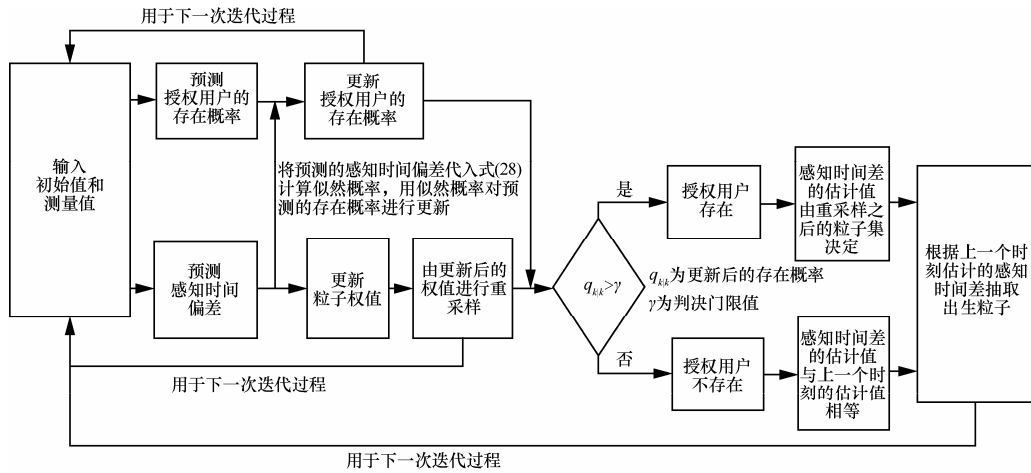 用于下一次迭代过程
输入
初始值和
测量值
预测
授权用户的
存在概率
更新
授权用户的
存在概率
将预测的感知时间偏差代入式(28)
计算似然概率，用似然概率对预
测的存在概率进行更新
预测
感知时间
偏差
更新
粒子权值
由更新后的
权值进行重
采样
用于下一次迭代过程
q_{k|k}>γ
是
否
q_{k|k}为更新后的存在概率
γ为判决门限值
授权用户
存在
感知时间差
的估计值
由重采样之
后的粒子集
决定
授权用户
不存在
感知时间差
的估计值
与上一个时
刻的估计值
相等
根据上一个时
刻估计的感知
时间差抽取
出生粒子
用于下一次迭代过程